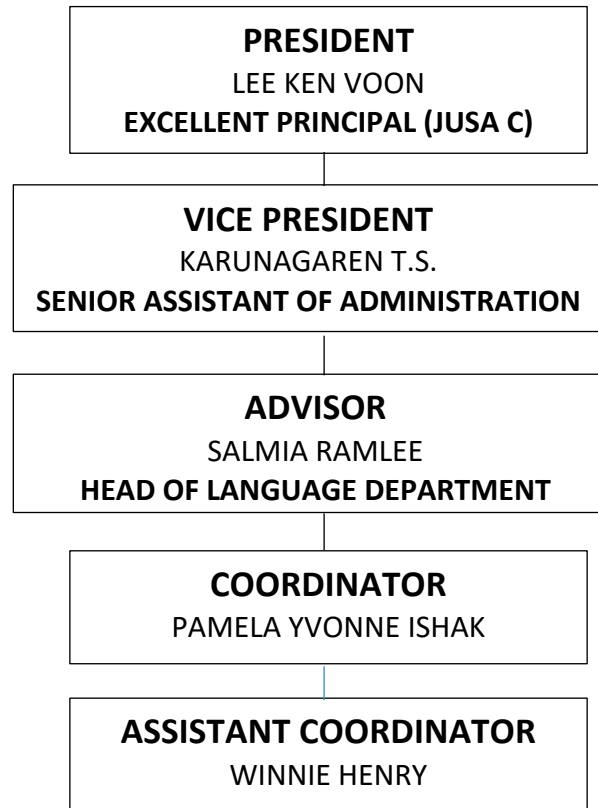 PRESIDENT
LEE KEN VOON
EXCELLENT PRINCIPAL (JUSA C)
VICE PRESIDENT
KARUNAGAREN T.S.
SENIOR ASSISTANT OF ADMINISTRATION
ADVISOR
SALMIA RAMLEE
HEAD OF LANGUAGE DEPARTMENT
COORDINATOR
PAMELA YVONNE ISHAK
ASSISTANT COORDINATOR
WINNIE HENRY